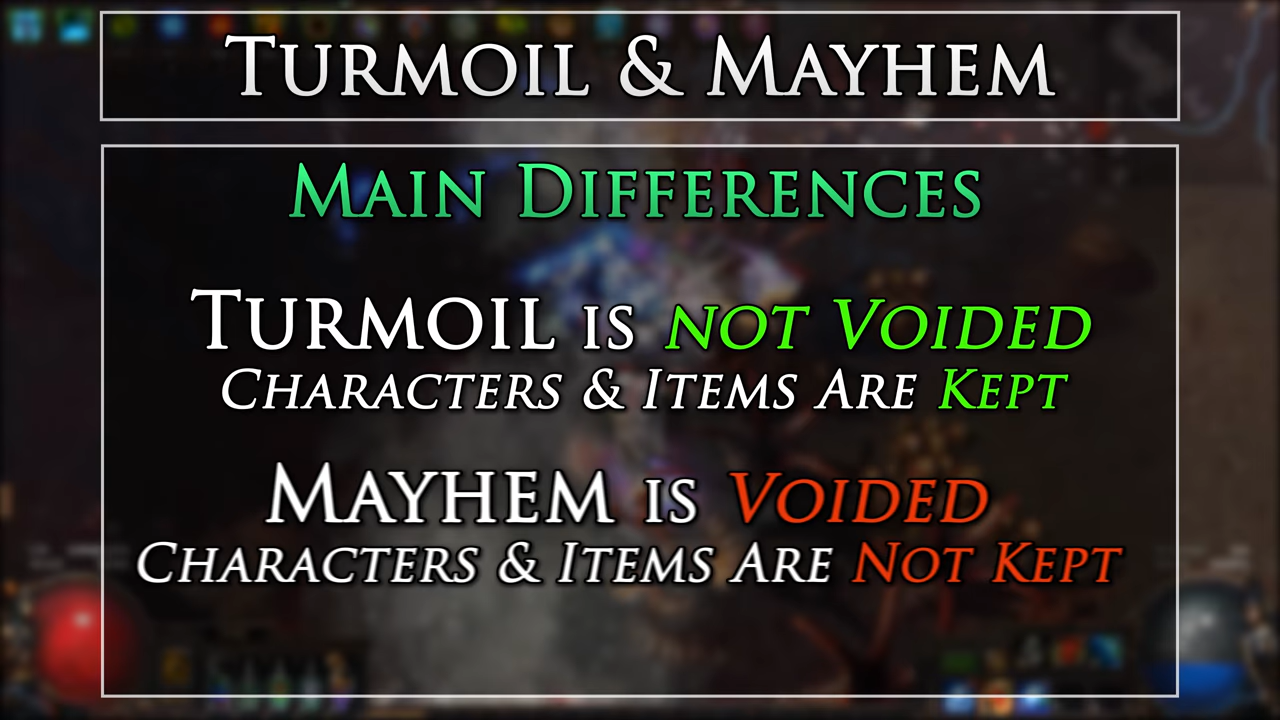 Turmoil & Mayhem
Main Differences
Turmoil is not Voided
Characters & Items Are Kept
Mayhem is Voided
Characters & Items Are Not Kept